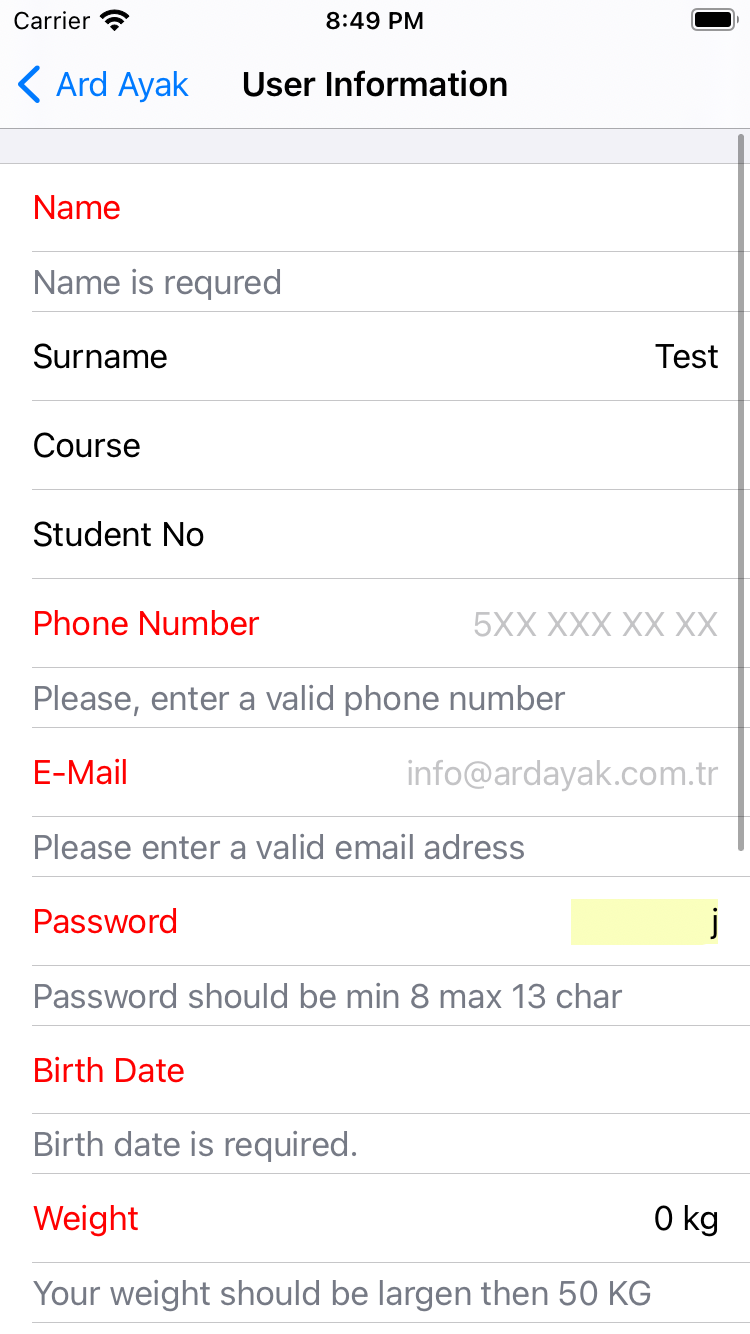 Carrier 8:49 PM
Ard Ayak User Information
Name
Name is requred
Surname Test
Course
Student No
Phone Number 5XX XXX XX XX
Please, enter a valid phone number
E-Mail info@ardayak.com.tr
Please enter a valid email adress
Password j
Password should be min 8 max 13 char
Birth Date
Birth date is required.
Weight 0 kg
Your weight should be largen then 50 KG